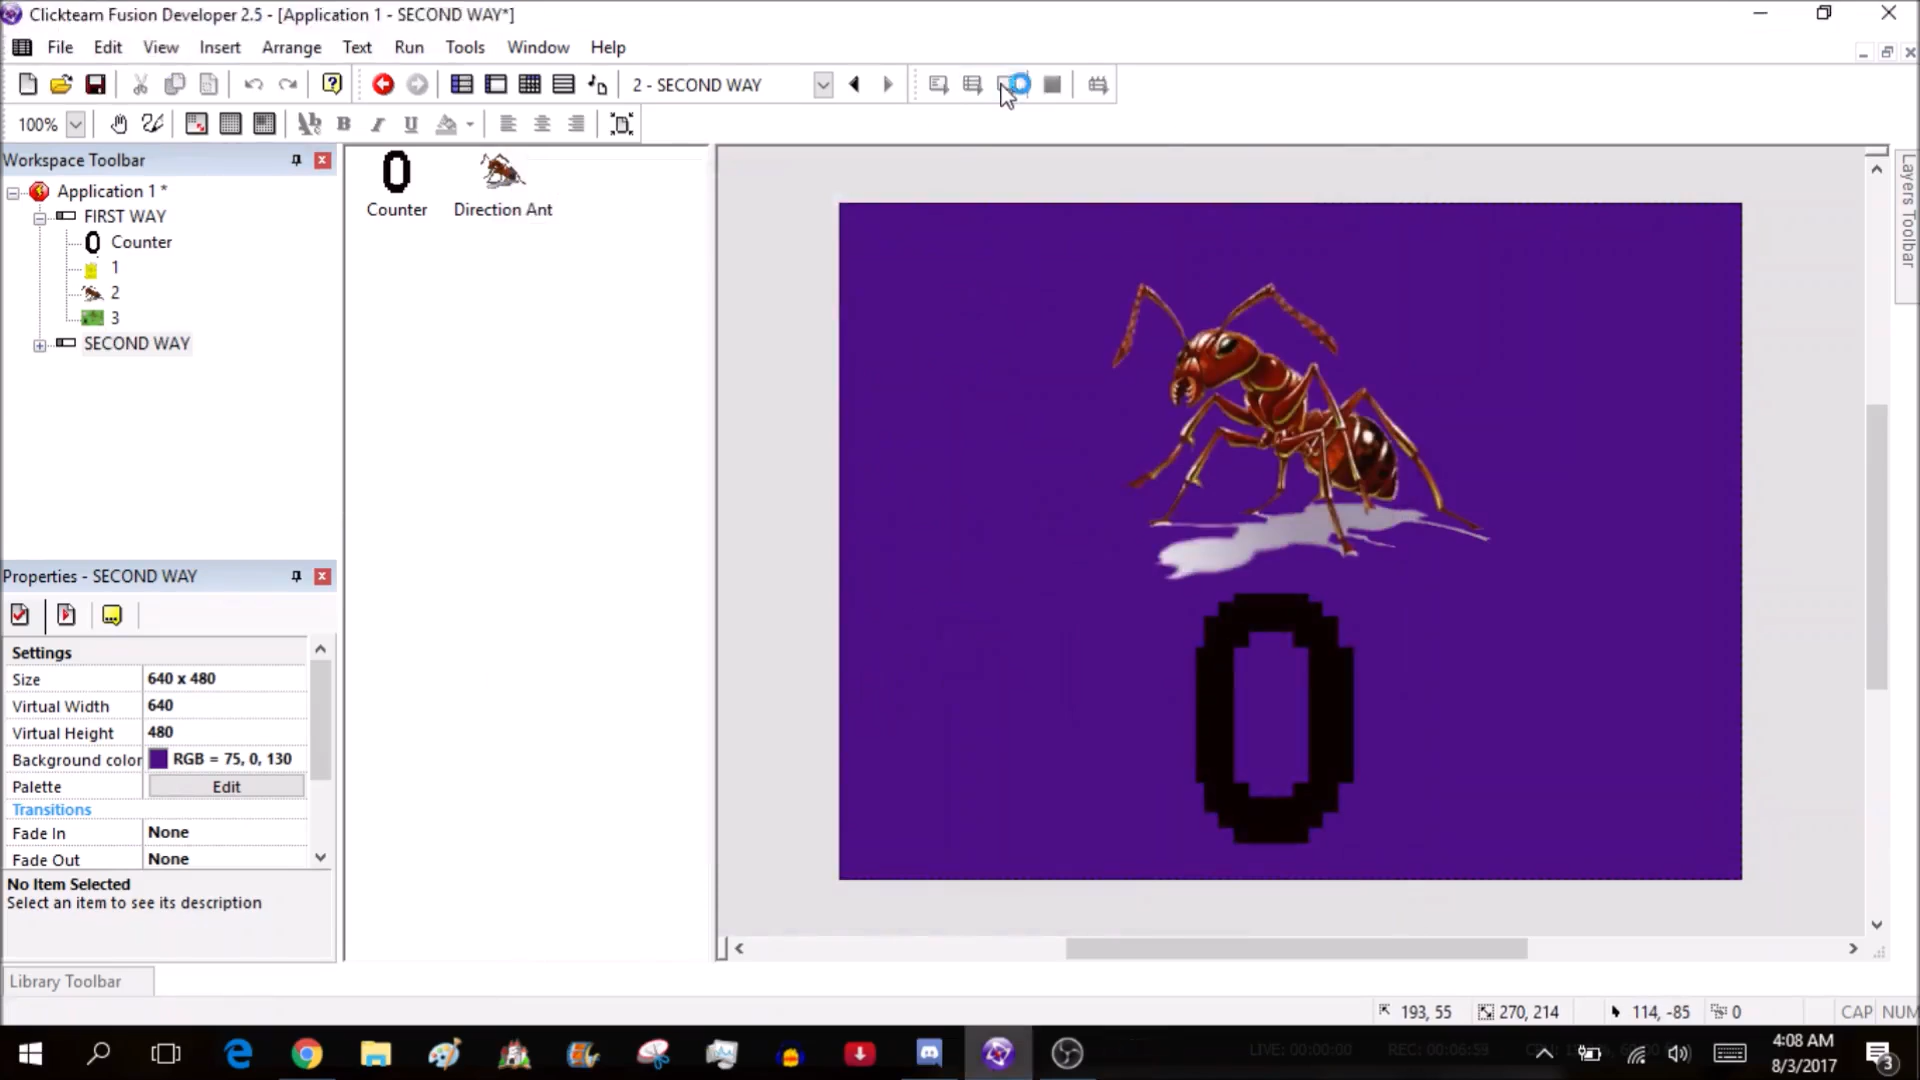 Clickteam Fusion Developer 2.5 - [Application 1 - SECOND WAY*]
File Edit View Insert Arrange Text Run Tools Window Help
2 - SECOND WAY
100%
Workspace Toolbar
Application 1 *
FIRST WAY
Counter
1
2
3
SECOND WAY
Counter
Direction Ant
0
Layers Toolbar
Properties - SECOND WAY
Settings
Size 640 x 480
Virtual Width 640
Virtual Height 480
Background color RGB = 75, 0, 130
Palette Edit
Transitions
Fade In None
Fade Out None
No Item Selected
Select an item to see its description
Library Toolbar
193, 55 270, 214 114, -85 0 CAP NUM
LIVE: 00:00:00
4:08 AM
8/3/2017
3